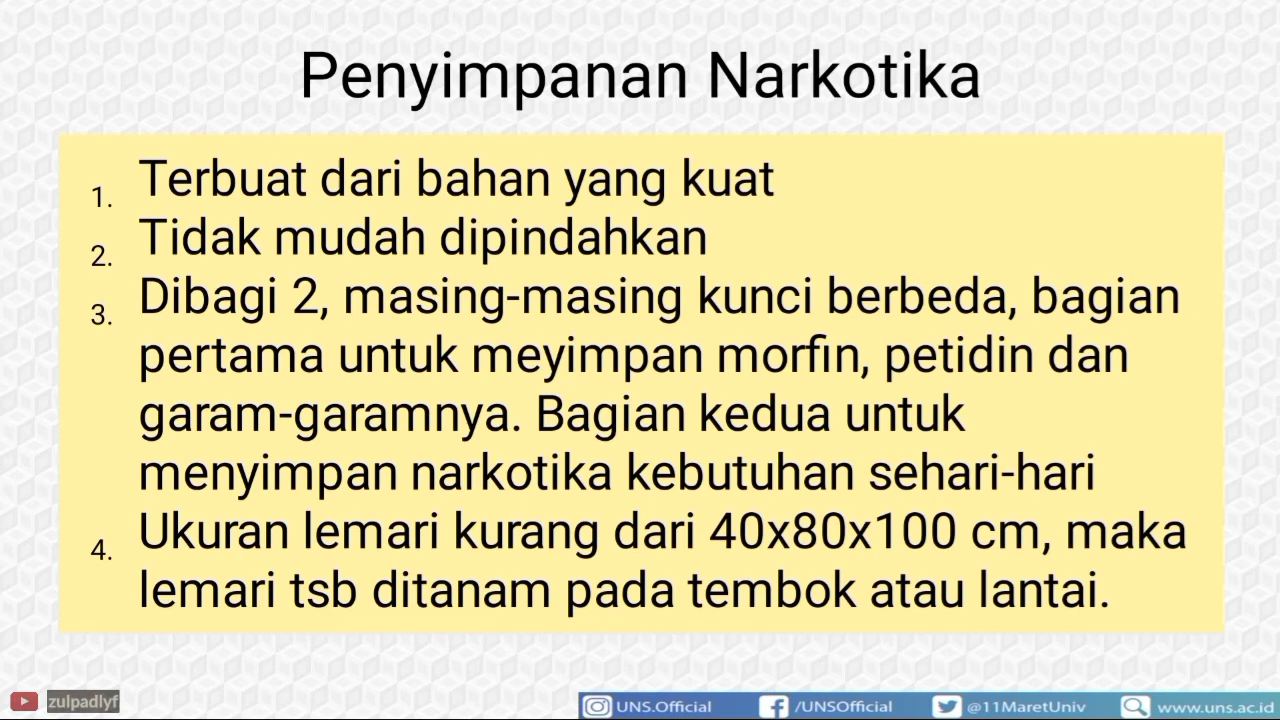 Penyimpanan Narkotika
1. Terbuat dari bahan yang kuat
2. Tidak mudah dipindahkan
3. Dibagi 2, masing-masing kunci berbeda, bagian
pertama untuk meyimpan morfin, petidin dan
garam-garamnya. Bagian kedua untuk
menyimpan narkotika kebutuhan sehari-hari
4. Ukuran lemari kurang dari 40x80x100 cm, maka
lemari tsb ditanam pada tembok atau lantai.
zulpadlyf
UNS.Official /UNSOfficial @11MaretUniv www.uns.ac.id